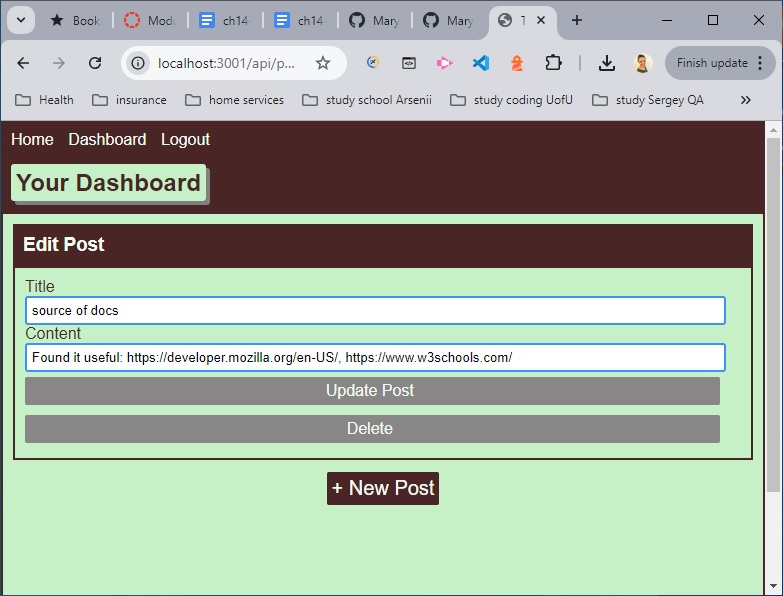 Book
Mod
ch14
ch14
Mary
Mary
localhost:3001/api/p...
Finish update
Health
insurance
home services
study school Arsenii
study coding UofU
study Sergey QA
Home
Dashboard
Logout
Your Dashboard
Edit Post
Title
source of docs
Content
Found it useful: https://developer.mozilla.org/en-US/, https://www.w3schools.com/
Update Post
Delete
+ New Post